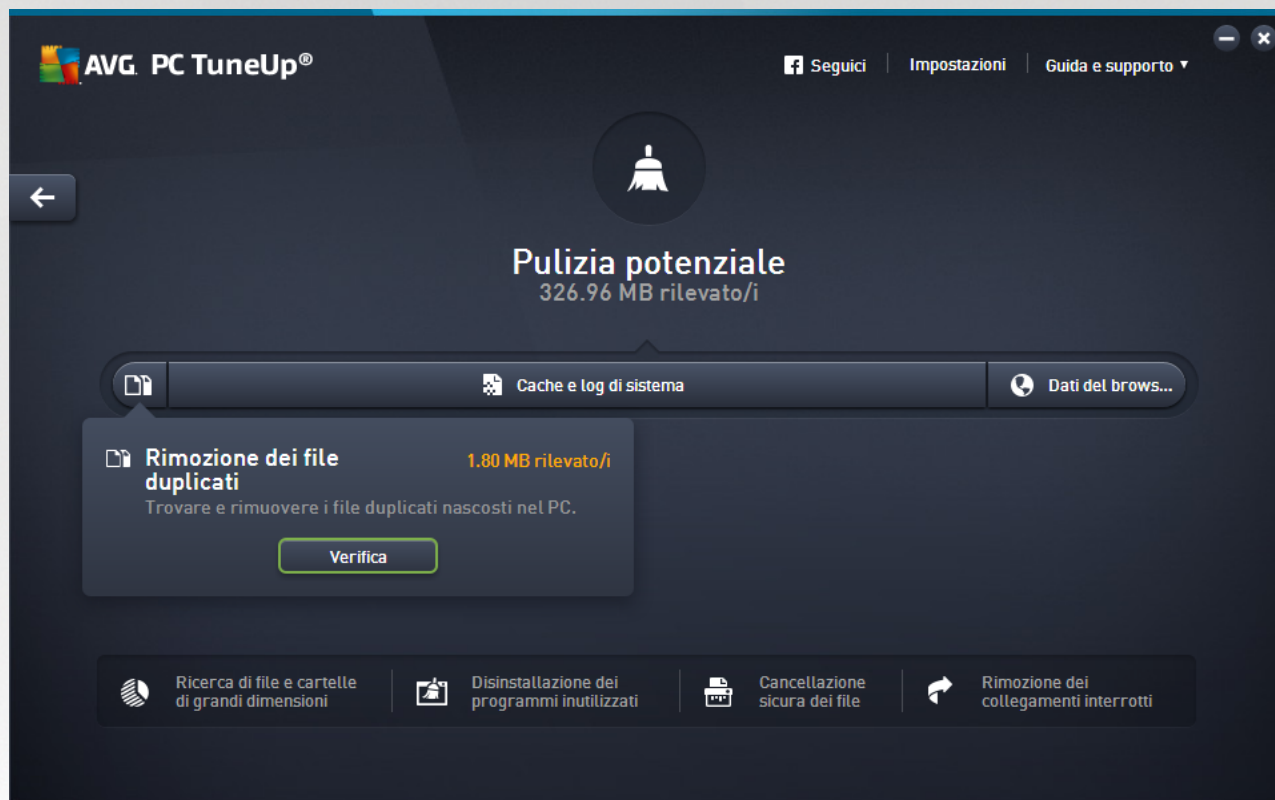 AVG. PC TuneUp®
Seguici
Impostazioni
Guida e supporto
Pulizia potenziale
326.96 MB rilevato/i
Cache e log di sistema
Dati del brows...
Rimozione dei file
duplicati
1.80 MB rilevato/i
Trovare e rimuovere i file duplicati nascosti nel PC.
Verifica
Ricerca di file e cartelle
di grandi dimensioni
Disinstallazione dei
programmi inutilizzati
Cancellazione
sicura dei file
Rimozione dei
collegamenti interrotti